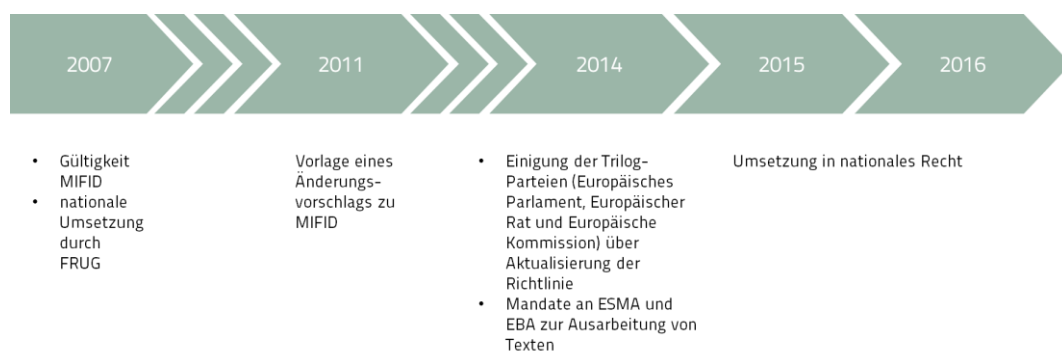 2007
2011
2014
2015
2016
• Gültigkeit
MIFID
• nationale
Umsetzung
durch
FRUG
Vorlage eines
Änderungs-
vorschlags zu
MIFID
• Einigung der Trilog-
Parteien (Europäisches
Parlament, Europäischer
Rat und Europäische
Kommission) über
Aktualisierung der
Richtlinie
• Mandate an ESMA und
EBA zur Ausarbeitung von
Texten
Umsetzung in nationales Recht